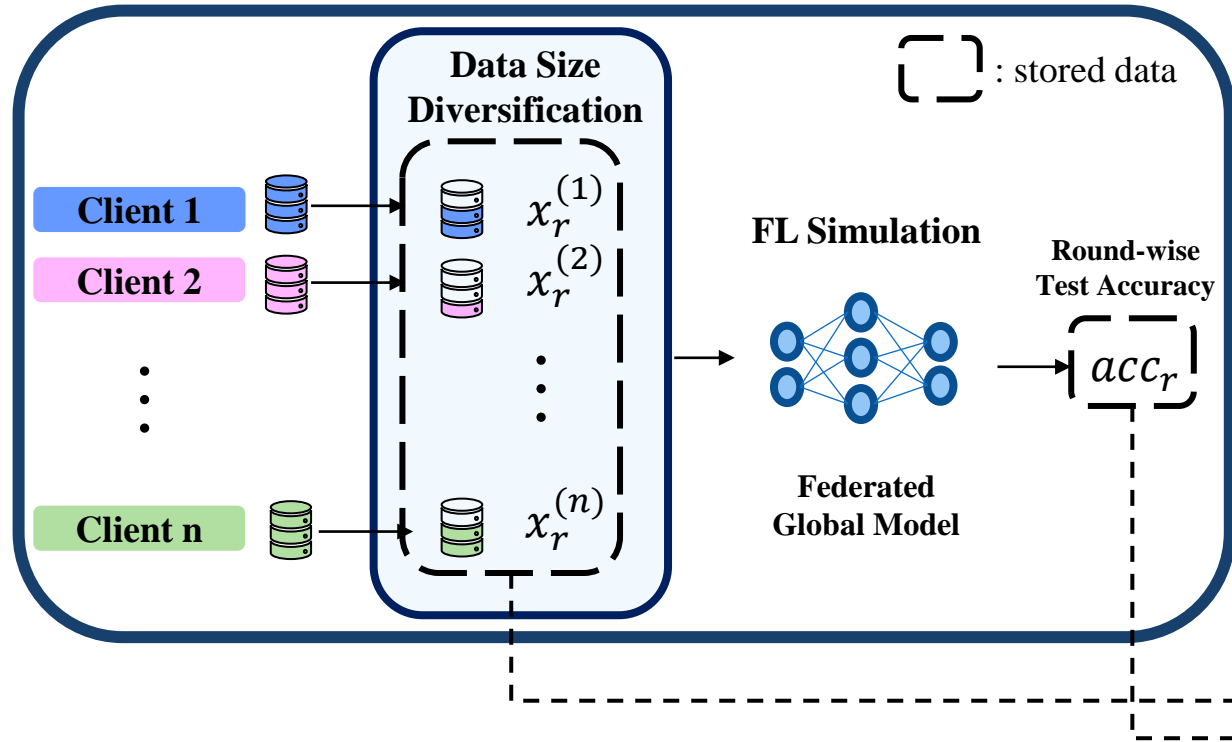 Data Size
Diversification
: stored data
Client 1
x_r^{(1)}
Client 2
x_r^{(2)}
Client n
x_r^{(n)}
FL Simulation
Federated
Global Model
Round-wise
Test Accuracy
acc_r